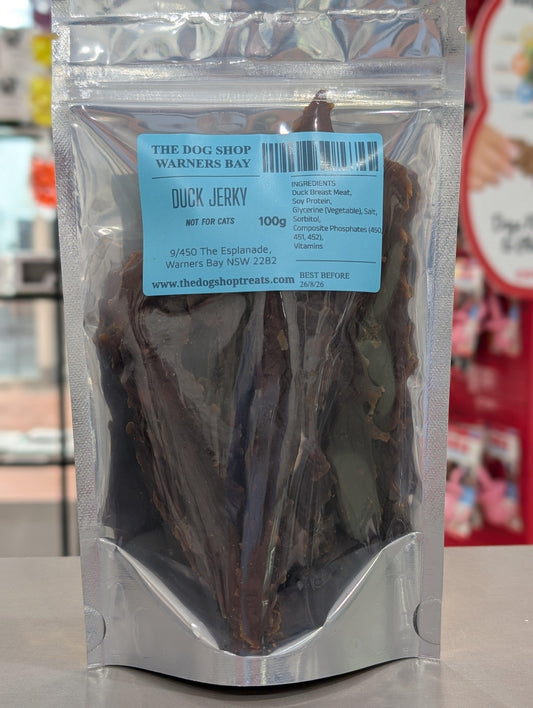 THE DOG SHOP
WARNERS BAY
DUCK JERKY
NOT FOR CATS
100g
9/450 The Esplanade,
Warners Bay NSW 2282
www.thedogshoptreats.com
INGREDIENTS
Duck Breast Meat,
Soy Protein,
Glycerine (Vegetable), Salt,
Sorbitol,
Composite Phosphates (450,
451, 452),
Vitamins
BEST BEFORE
26/8/26